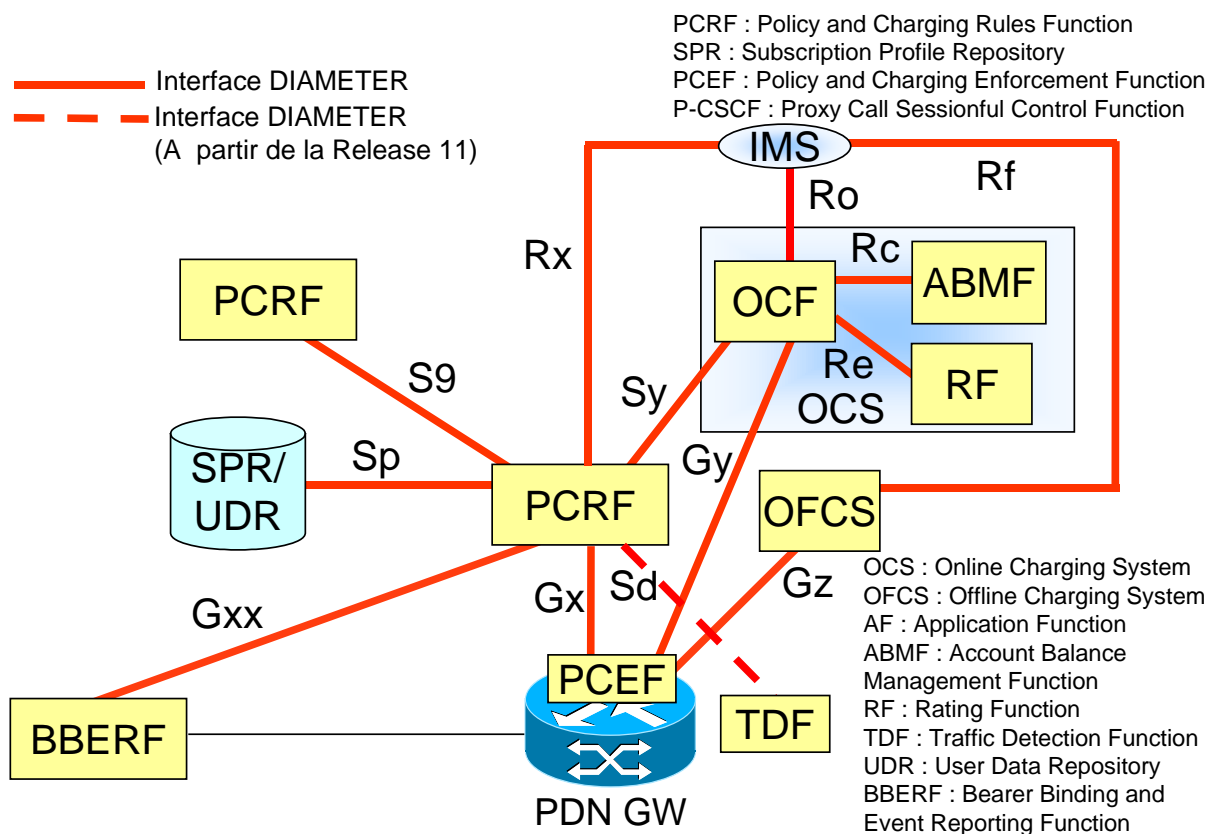 PCRF : Policy and Charging Rules Function
SPR : Subscription Profile Repository
PCEF : Policy and Charging Enforcement Function
P-CSCF : Proxy Call Sessionful Control Function
Interface DIAMETER
Interface DIAMETER
(A partir de la Release 11)
IMS
Rf
Ro
Rx
Rc
ABMF
OCF
PCRF
Re
RF
OCS
S9
Sy
Gy
Sp
SPR/
UDR
PCRF
OFCS
Gxx
Gx
Sd
Gz
OCS : Online Charging System
OFCS : Offline Charging System
AF : Application Function
ABMF : Account Balance
Management Function
RF : Rating Function
TDF : Traffic Detection Function
UDR : User Data Repository
BBERF : Bearer Binding and
Event Reporting Function
PCEF
TDF
BBERF
PDN GW